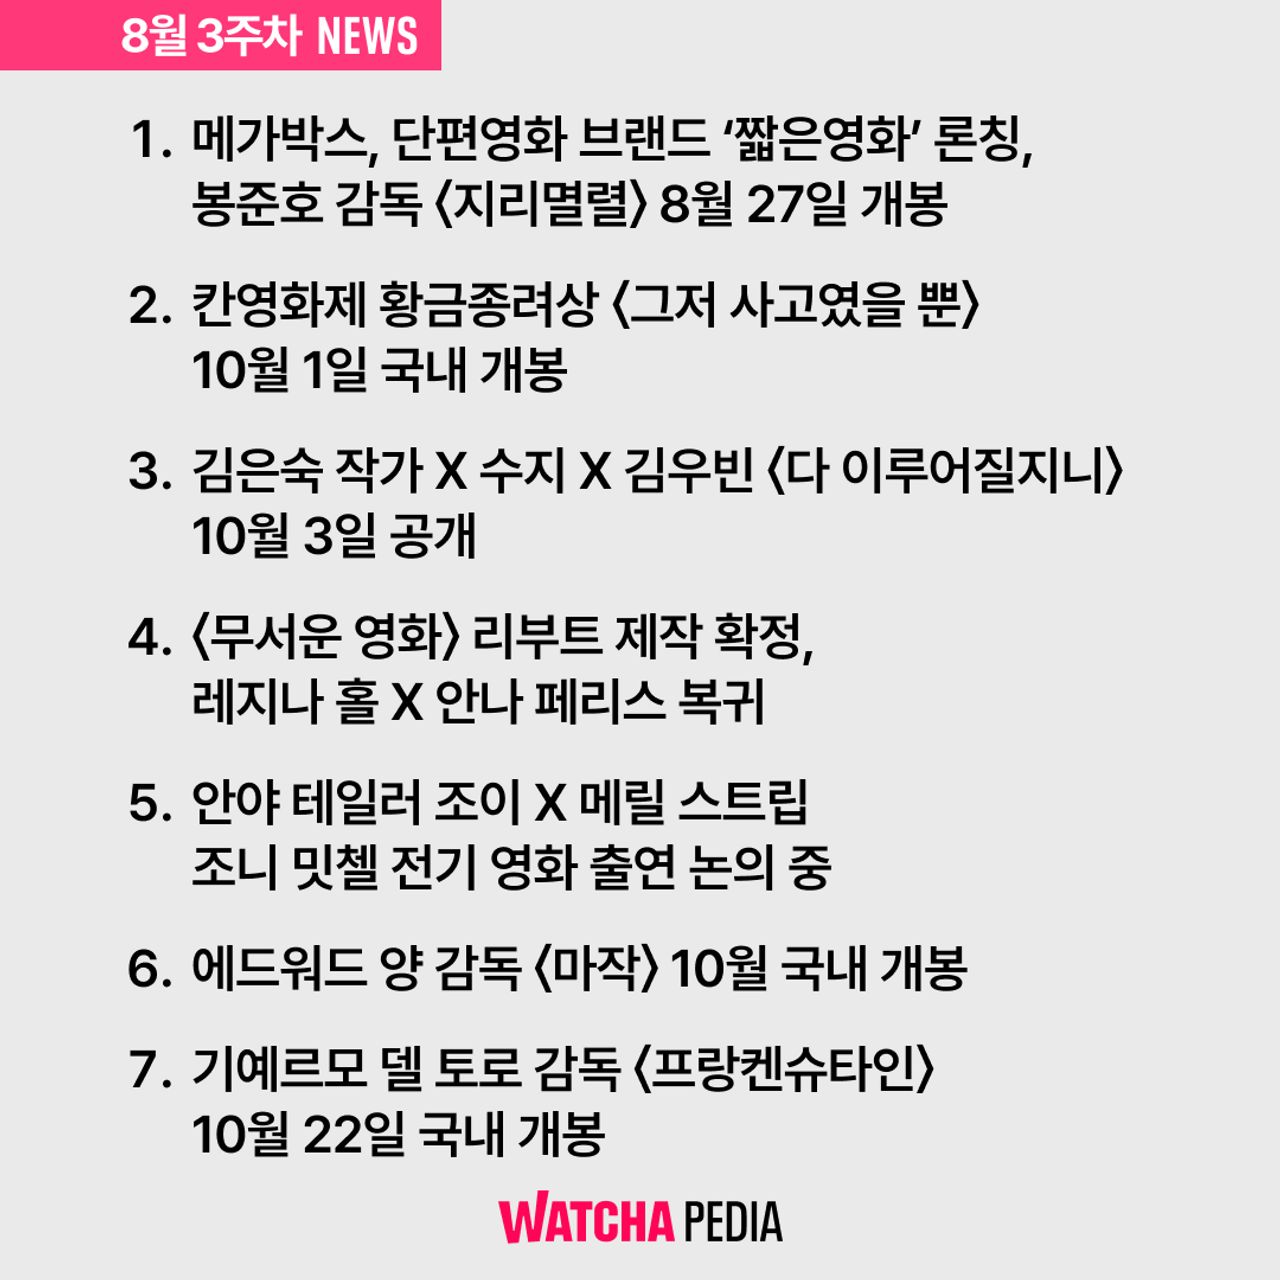 8월 3주차 NEWS
1. 메가박스, 단편영화 브랜드 ‘짧은영화’ 론칭,
봉준호 감독 〈지리멸렬〉 8월 27일 개봉
2. 칸영화제 황금종려상 〈그저 사고였을 뿐〉
10월 1일 국내 개봉
3. 김은숙 작가 X 수지 X 김우빈 〈다 이루어질지니〉
10월 3일 공개
4. 〈무서운 영화〉 리부트 제작 확정,
레지나 홀 X 안나 페리스 복귀
5. 안야 테일러 조이 X 메릴 스트립
조니 밋첼 전기 영화 출연 논의 중
6. 에드워드 양 감독 〈마작〉 10월 국내 개봉
7. 기예르모 델 토로 감독 〈프랑켄슈타인〉
10월 22일 국내 개봉
WATCHA PEDIA